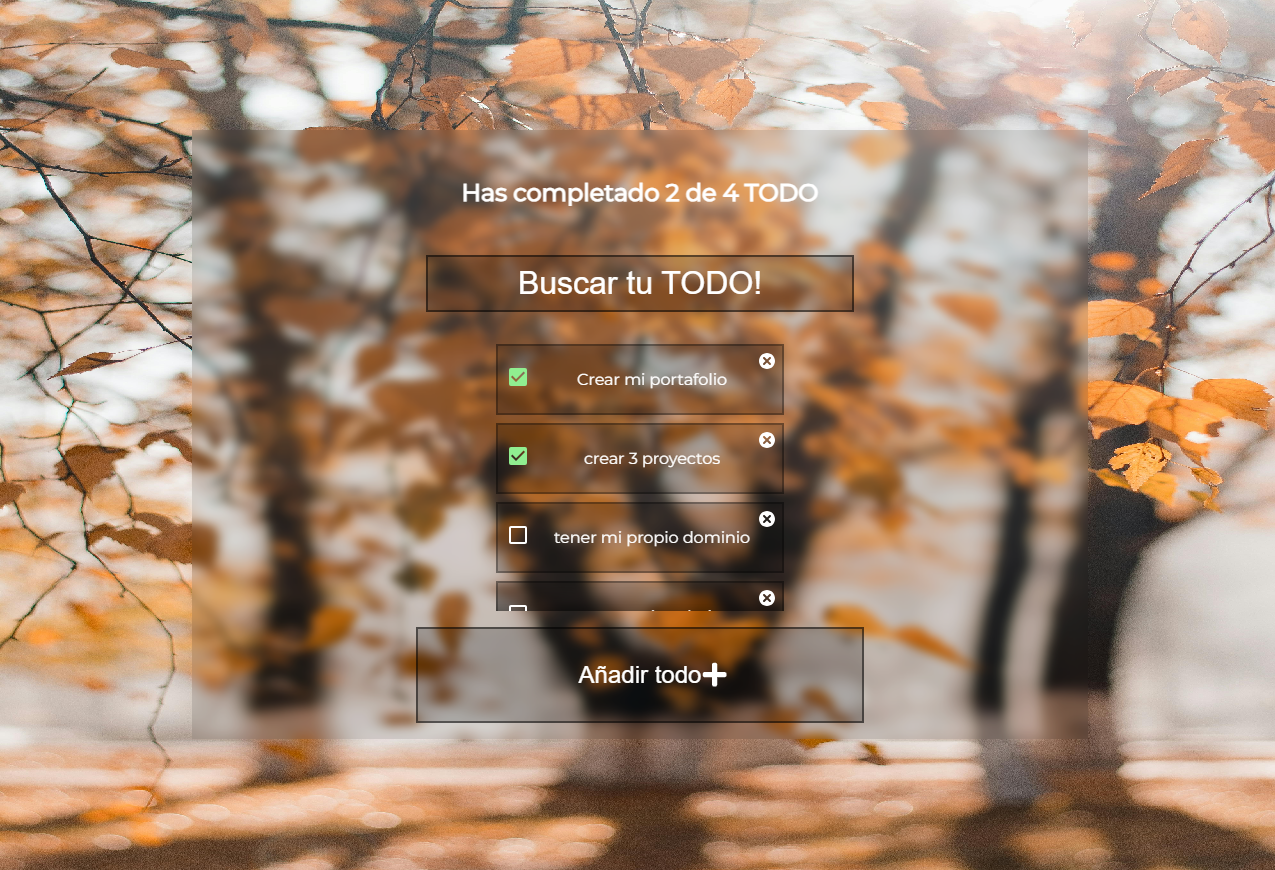 Has completado 2 de 4 TODO
Buscar tu TODO!
Crear mi portafolio
crear 3 proyectos
tener mi propio dominio
Añadir todo